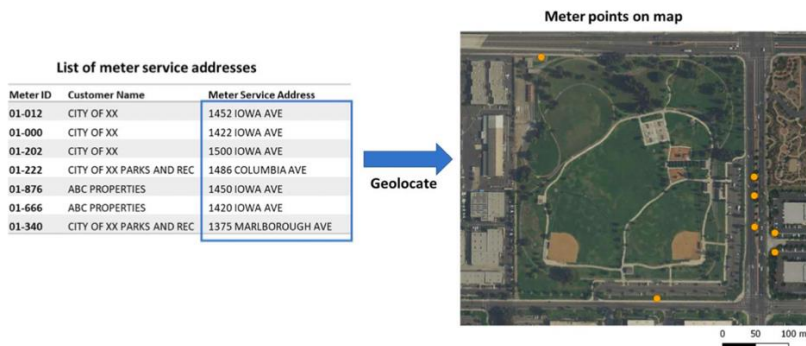 Meter points on map
List of meter service addresses
Meter ID Customer Name Meter Service Address
01-012 CITY OF XX 1452 IOWA AVE
01-000 CITY OF XX 1422 IOWA AVE
01-202 CITY OF XX 1500 IOWA AVE
01-222 CITY OF XX PARKS AND REC 1486 COLUMBIA AVE
01-876 ABC PROPERTIES 1450 IOWA AVE
01-666 ABC PROPERTIES 1420 IOWA AVE
01-340 CITY OF XX PARKS AND REC 1375 MARLBOROUGH AVE
Geolocate
0 50 100 m